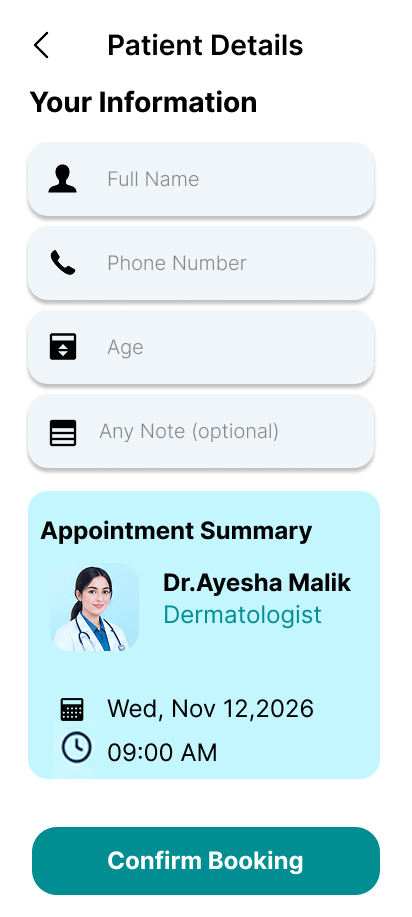 Patient Details
Your Information
Full Name
Phone Number
Age
Any Note (optional)
Appointment Summary
Dr.Ayesha Malik
Dermatologist
Wed, Nov 12,2026
09:00 AM
Confirm Booking